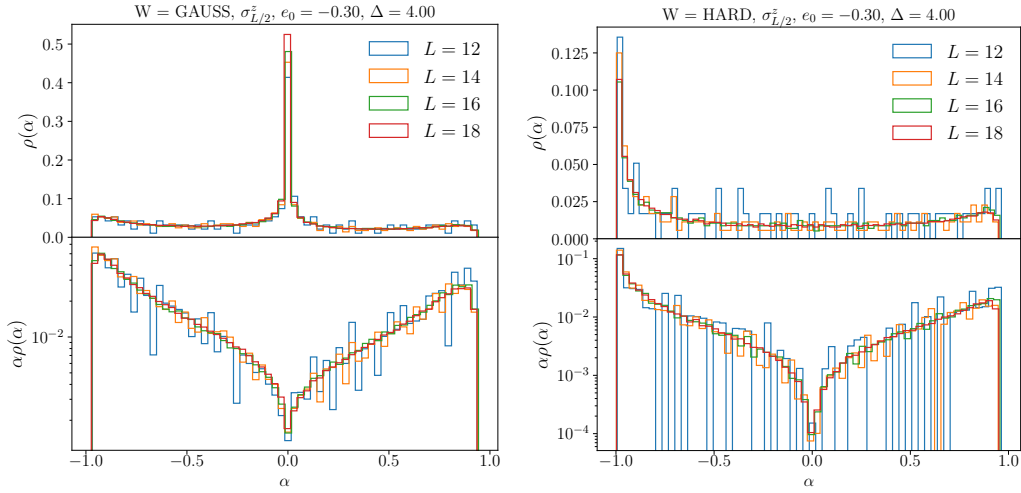 W = GAUSS, σ^z_{L/2}, e_0 = −0.30, Δ = 4.00
ρ(α)
0.5
0.4
0.3
0.2
0.1
0.0
L = 12
L = 14
L = 16
L = 18
αρ(α)
10^{−2}
−1.0
−0.5
0.0
0.5
1.0
α
W = HARD, σ^z_{L/2}, e_0 = −0.30, Δ = 4.00
ρ(α)
0.125
0.100
0.075
0.050
0.025
0.000
L = 12
L = 14
L = 16
L = 18
αρ(α)
10^{−1}
10^{−2}
10^{−3}
10^{−4}
−1.0
−0.5
0.0
0.5
1.0
α